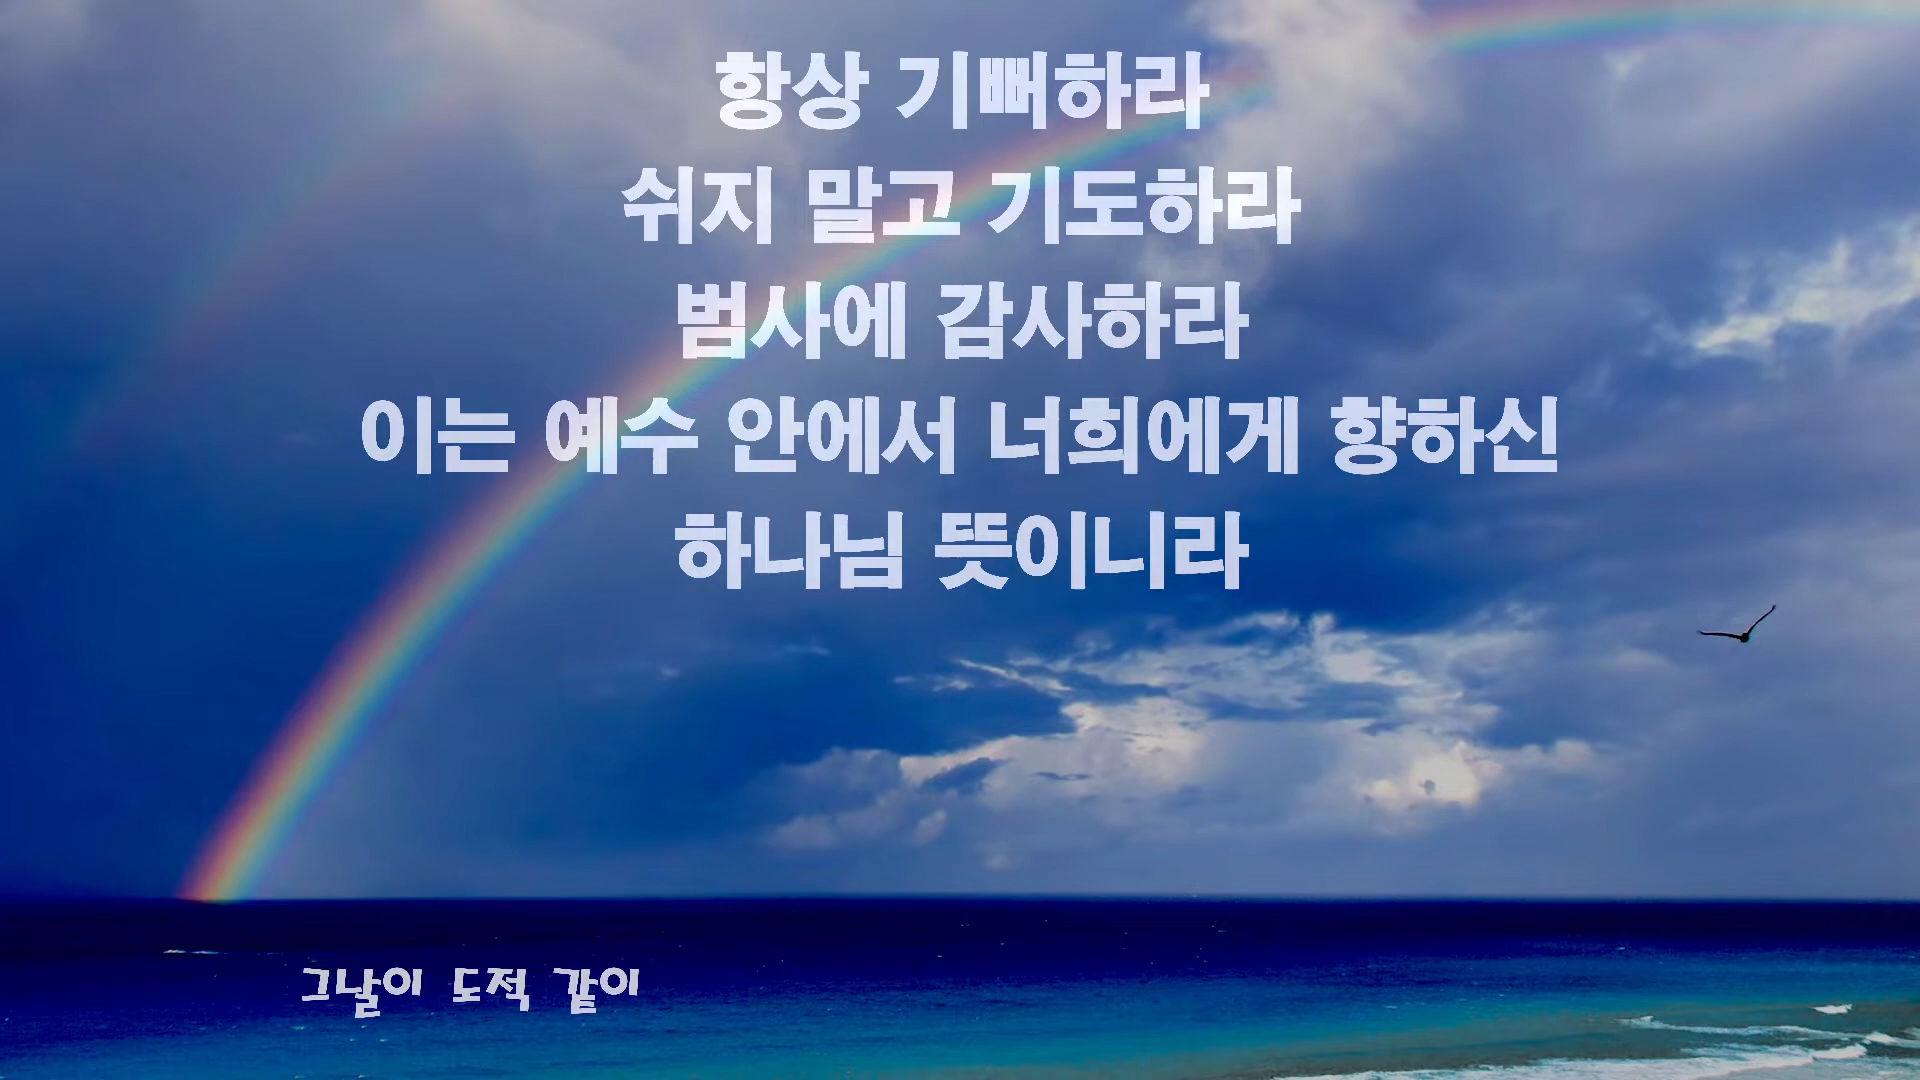 항상 기뻐하라
쉬지 말고 기도하라
범사에 감사하라
이는 예수 안에서 너희에게 향하신
하나님 뜻이니라
그날이 도적 같이